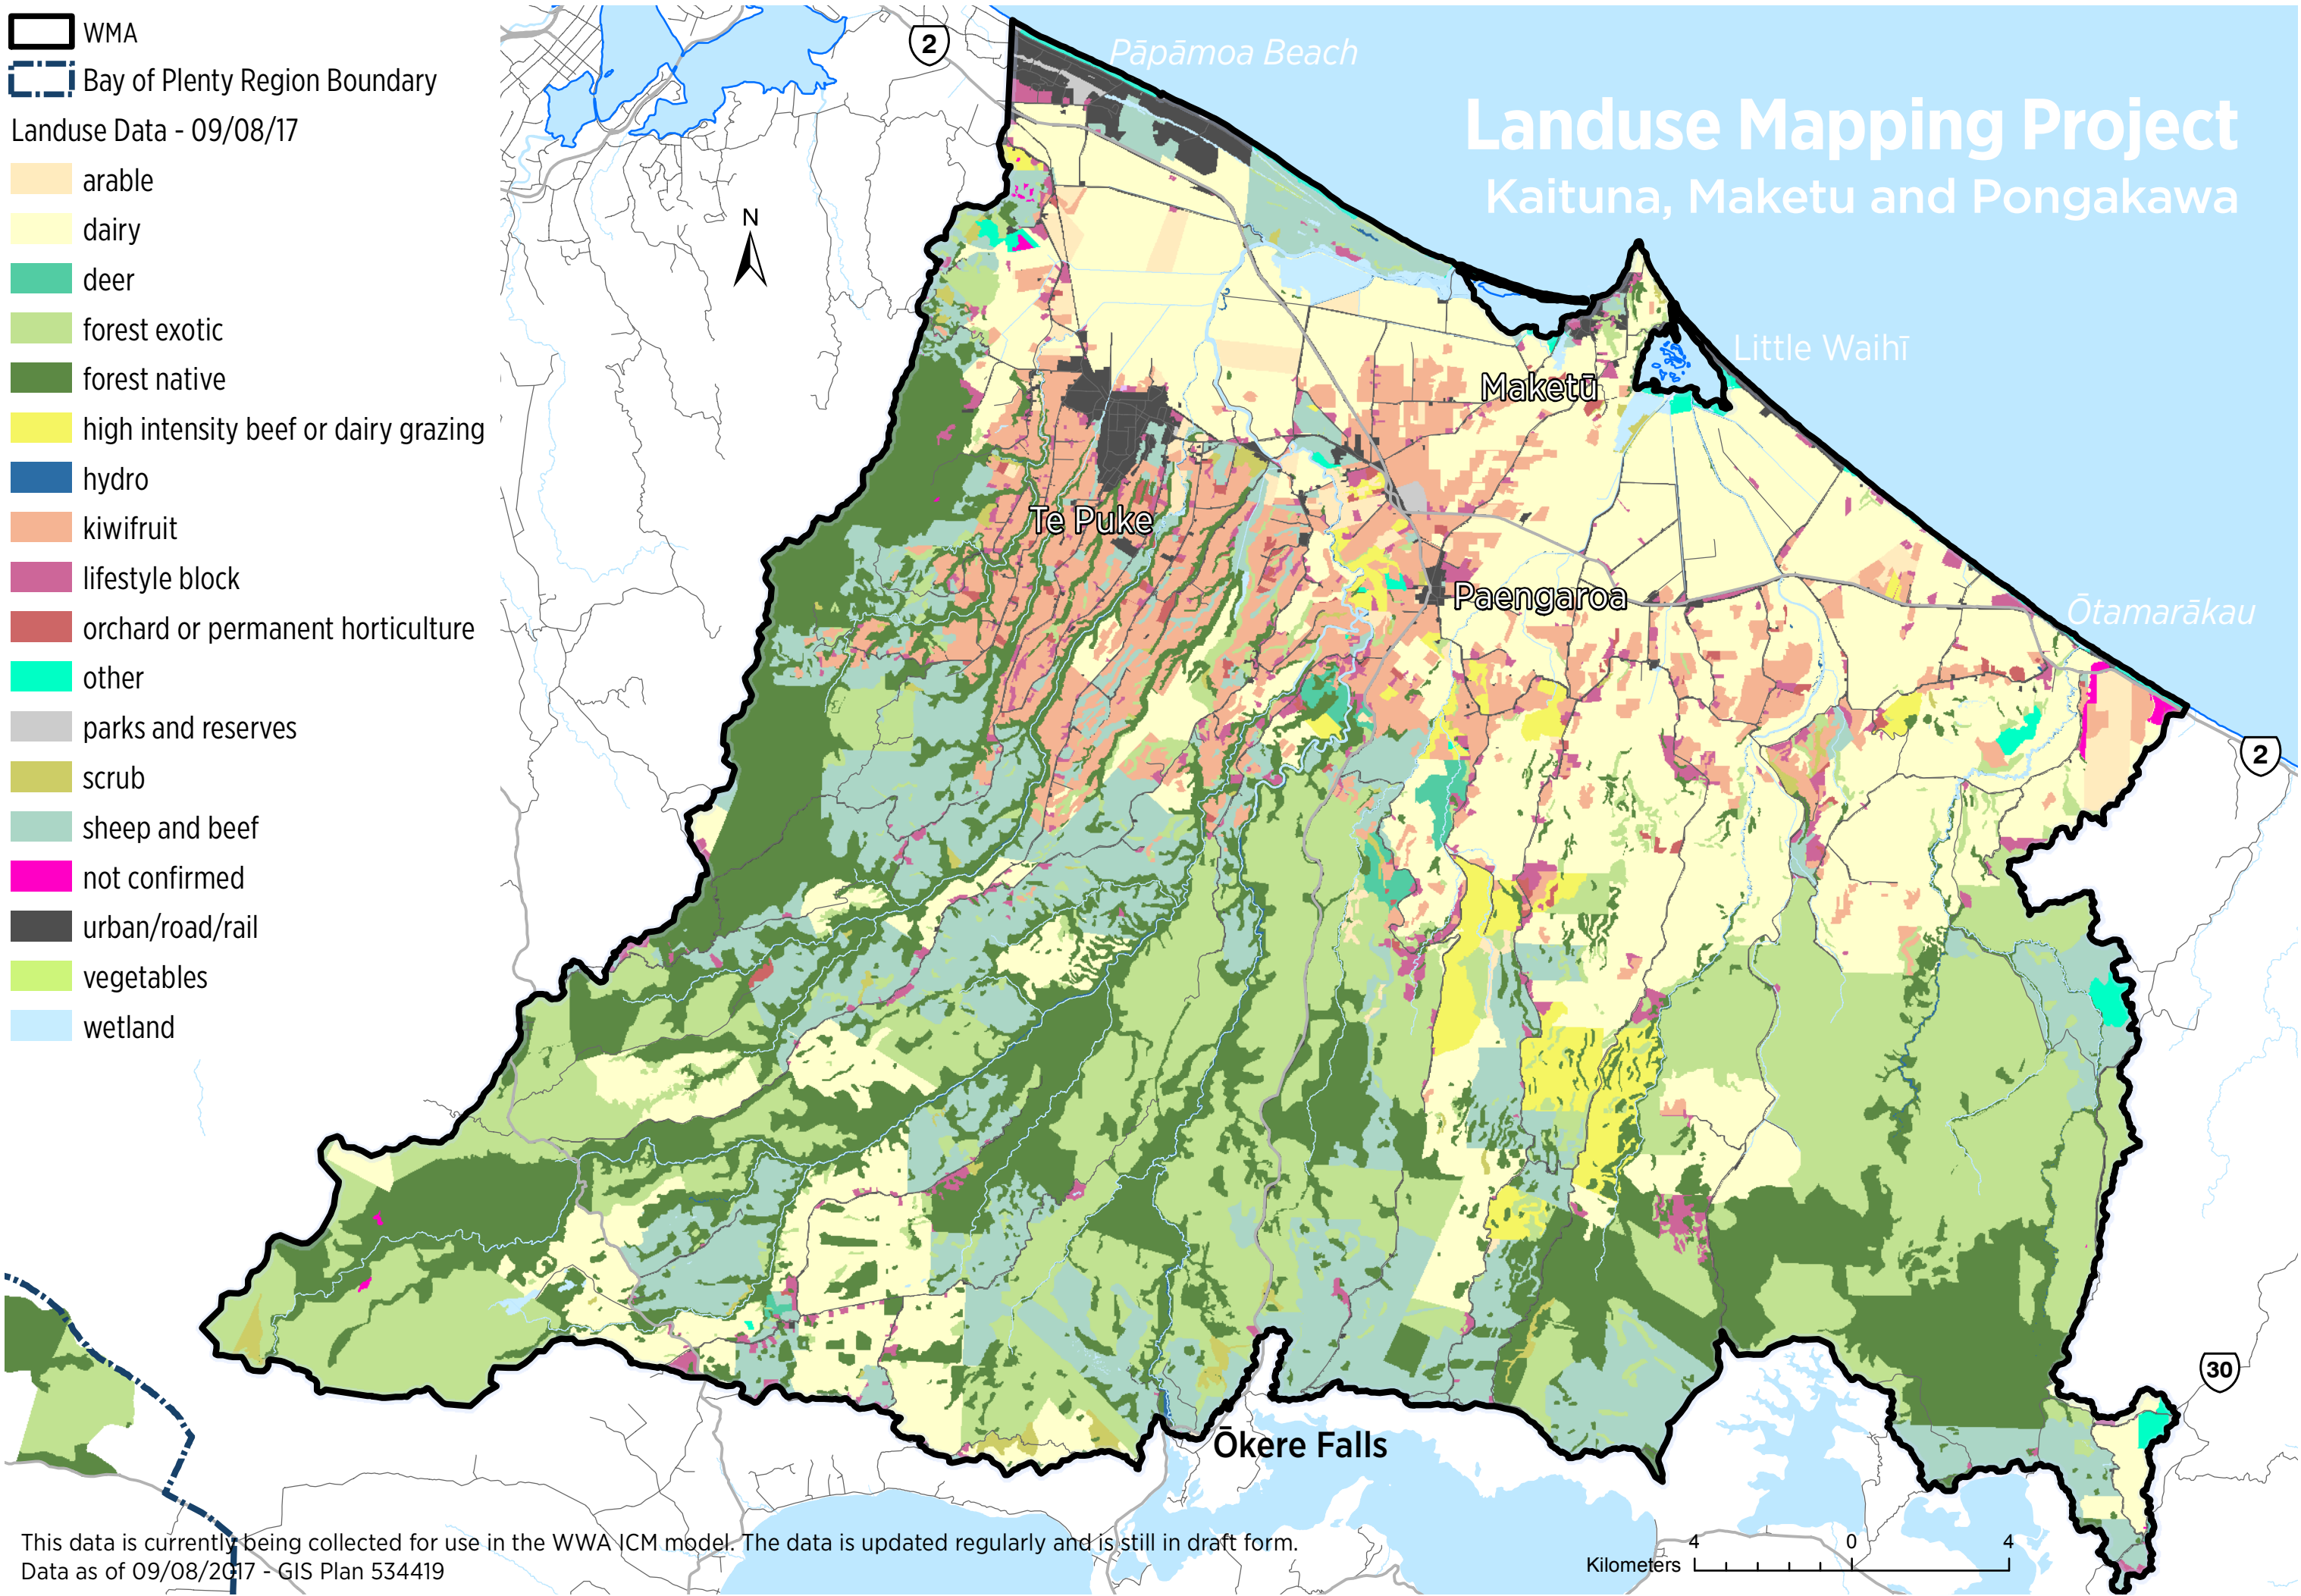 WMA
Bay of Plenty Region Boundary
Landuse Data - 09/08/17
arable
dairy
deer
forest exotic
forest native
high intensity beef or dairy grazing
hydro
kiwifruit
lifestyle block
orchard or permanent horticulture
other
parks and reserves
scrub
sheep and beef
not confirmed
urban/road/rail
vegetables
wetland
N
2
Pāpāmoa Beach
Landuse Mapping Project
Kaituna, Maketu and Pongakawa
Little Waihī
Maketū
Te Puke
Paengaroa
Ōtamarākau
2
30
Ōkere Falls
This data is currently being collected for use in the WWA ICM model. The data is updated regularly and is still in draft form.
Data as of 09/08/2017 - GIS Plan 534419
4 0 4
Kilometers